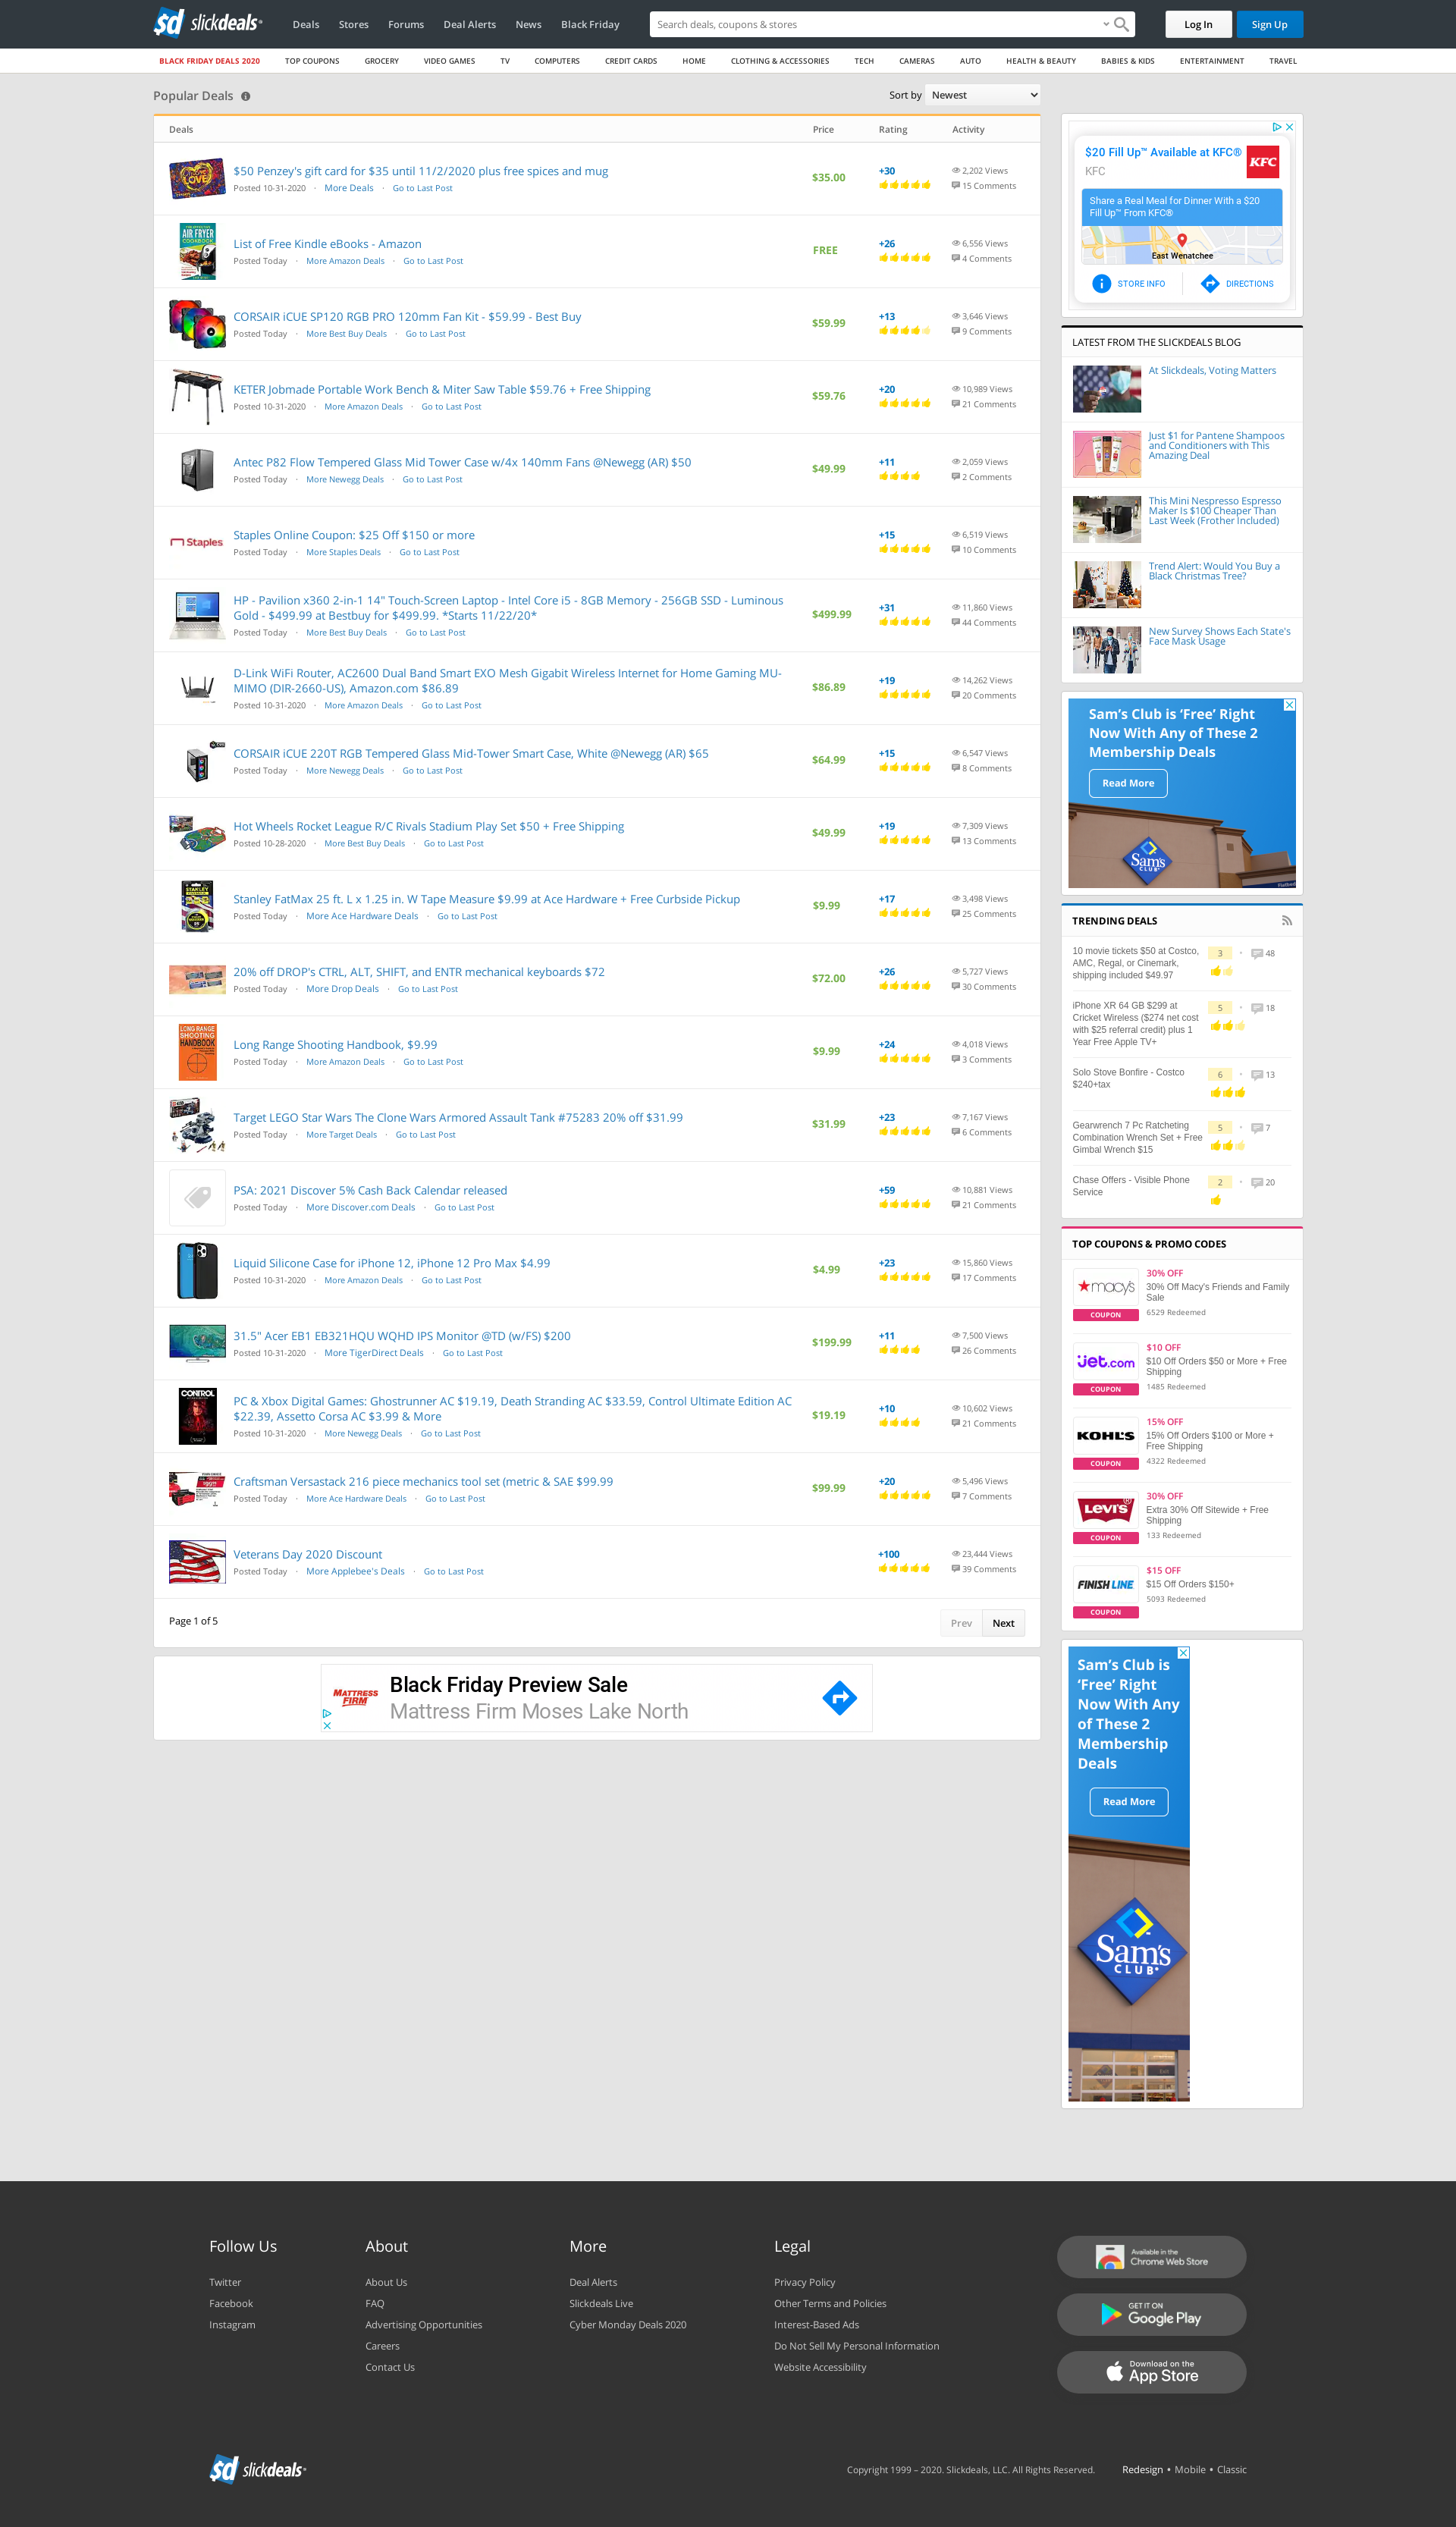 sd slickdeals
Deals Stores Forums Deal Alerts News Black Friday
Search deals, coupons & stores
Log In Sign Up
BLACK FRIDAY DEALS 2020 TOP COUPONS GROCERY VIDEO GAMES TV COMPUTERS CREDIT CARDS HOME CLOTHING & ACCESSORIES TECH CAMERAS AUTO HEALTH & BEAUTY BABIES & KIDS ENTERTAINMENT TRAVEL
Popular Deals
Sort by Newest
Deals Price Rating Activity
$50 Penzey's gift card for $35 until 11/2/2020 plus free spices and mug
Posted 10-31-2020 · More Deals · Go to Last Post
$35.00
+30
2,202 Views
15 Comments
AIR FRYER
COOKBOOK
List of Free Kindle eBooks - Amazon
Posted Today · More Amazon Deals · Go to Last Post
FREE
+26
6,556 Views
4 Comments
CORSAIR iCUE SP120 RGB PRO 120mm Fan Kit - $59.99 - Best Buy
Posted Today · More Best Buy Deals · Go to Last Post
$59.99
+13
3,646 Views
9 Comments
KETER Jobmade Portable Work Bench & Miter Saw Table $59.76 + Free Shipping
Posted 10-31-2020 · More Amazon Deals · Go to Last Post
$59.76
+20
10,989 Views
21 Comments
Antec P82 Flow Tempered Glass Mid Tower Case w/4x 140mm Fans @Newegg (AR) $50
Posted Today · More Newegg Deals · Go to Last Post
$49.99
+11
2,059 Views
2 Comments
Staples
Staples Online Coupon: $25 Off $150 or more
Posted Today · More Staples Deals · Go to Last Post
+15
6,519 Views
10 Comments
HP - Pavilion x360 2-in-1 14" Touch-Screen Laptop - Intel Core i5 - 8GB Memory - 256GB SSD - Luminous
Gold - $499.99 at Bestbuy for $499.99. *Starts 11/22/20*
Posted Today · More Best Buy Deals · Go to Last Post
$499.99
+31
11,860 Views
44 Comments
D-Link WiFi Router, AC2600 Dual Band Smart EXO Mesh Gigabit Wireless Internet for Home Gaming MU-
MIMO (DIR-2660-US), Amazon.com $86.89
Posted 10-31-2020 · More Amazon Deals · Go to Last Post
$86.89
+19
14,262 Views
20 Comments
CORSAIR iCUE 220T RGB Tempered Glass Mid-Tower Smart Case, White @Newegg (AR) $65
Posted Today · More Newegg Deals · Go to Last Post
$64.99
+15
6,547 Views
8 Comments
Hot Wheels Rocket League R/C Rivals Stadium Play Set $50 + Free Shipping
Posted 10-28-2020 · More Best Buy Deals · Go to Last Post
$49.99
+19
7,309 Views
13 Comments
STANLEY
Stanley FatMax 25 ft. L x 1.25 in. W Tape Measure $9.99 at Ace Hardware + Free Curbside Pickup
Posted Today · More Ace Hardware Deals · Go to Last Post
$9.99
+17
3,498 Views
25 Comments
20% off DROP's CTRL, ALT, SHIFT, and ENTR mechanical keyboards $72
Posted Today · More Drop Deals · Go to Last Post
$72.00
+26
5,727 Views
30 Comments
LONG RANGE
SHOOTING
HANDBOOK
Long Range Shooting Handbook, $9.99
Posted Today · More Amazon Deals · Go to Last Post
$9.99
+24
4,018 Views
3 Comments
Target LEGO Star Wars The Clone Wars Armored Assault Tank #75283 20% off $31.99
Posted Today · More Target Deals · Go to Last Post
$31.99
+23
7,167 Views
6 Comments
PSA: 2021 Discover 5% Cash Back Calendar released
Posted Today · More Discover.com Deals · Go to Last Post
+59
10,881 Views
21 Comments
Liquid Silicone Case for iPhone 12, iPhone 12 Pro Max $4.99
Posted 10-31-2020 · More Amazon Deals · Go to Last Post
$4.99
+23
15,860 Views
17 Comments
31.5" Acer EB1 EB321HQU WQHD IPS Monitor @TD (w/FS) $200
Posted 10-31-2020 · More TigerDirect Deals · Go to Last Post
$199.99
+11
7,500 Views
26 Comments
CONTROL
PC & Xbox Digital Games: Ghostrunner AC $19.19, Death Stranding AC $33.59, Control Ultimate Edition AC
$22.39, Assetto Corsa AC $3.99 & More
Posted 10-31-2020 · More Newegg Deals · Go to Last Post
$19.19
+10
10,602 Views
21 Comments
Craftsman Versastack 216 piece mechanics tool set (metric & SAE $99.99
Posted Today · More Ace Hardware Deals · Go to Last Post
$99.99
+20
5,496 Views
7 Comments
Veterans Day 2020 Discount
Posted Today · More Applebee's Deals · Go to Last Post
+100
23,444 Views
39 Comments
Page 1 of 5
Prev Next
MATTRESS
FIRM
Black Friday Preview Sale
Mattress Firm Moses Lake North
$20 Fill Up™ Available at KFC®
KFC
KFC
Share a Real Meal for Dinner With a $20
Fill Up™ From KFC®
East Wenatchee
STORE INFO DIRECTIONS
LATEST FROM THE SLICKDEALS BLOG
At Slickdeals, Voting Matters
Just $1 for Pantene Shampoos
and Conditioners with This
Amazing Deal
This Mini Nespresso Espresso
Maker Is $100 Cheaper Than
Last Week (Frother Included)
Trend Alert: Would You Buy a
Black Christmas Tree?
New Survey Shows Each State's
Face Mask Usage
Sam's Club is ‘Free’ Right
Now With Any of These 2
Membership Deals
Read More
Sam's
CLUB
TRENDING DEALS
10 movie tickets $50 at Costco,
AMC, Regal, or Cinemark,
shipping included $49.97
3 · 48
iPhone XR 64 GB $299 at
Cricket Wireless ($274 net cost
with $25 referral credit) plus 1
Year Free Apple TV+
5 · 18
Solo Stove Bonfire - Costco
$240+tax
6 · 13
Gearwrench 7 Pc Ratcheting
Combination Wrench Set + Free
Gimbal Wrench $15
5 · 7
Chase Offers - Visible Phone
Service
2 · 20
TOP COUPONS & PROMO CODES
macy's
COUPON
30% OFF
30% Off Macy's Friends and Family
Sale
6529 Redeemed
jet.com
COUPON
$10 OFF
$10 Off Orders $50 or More + Free
Shipping
1485 Redeemed
KOHL'S
COUPON
15% OFF
15% Off Orders $100 or More +
Free Shipping
4322 Redeemed
LEVI'S
COUPON
30% OFF
Extra 30% Off Sitewide + Free
Shipping
133 Redeemed
FINISH LINE
COUPON
$15 OFF
$15 Off Orders $150+
5093 Redeemed
Sam's Club is
‘Free’ Right
Now With Any
of These 2
Membership
Deals
Read More
Sam's
CLUB
Follow Us
Twitter
Facebook
Instagram
About
About Us
FAQ
Advertising Opportunities
Careers
Contact Us
More
Deal Alerts
Slickdeals Live
Cyber Monday Deals 2020
Legal
Privacy Policy
Other Terms and Policies
Interest-Based Ads
Do Not Sell My Personal Information
Website Accessibility
Available in the
Chrome Web Store
GET IT ON
Google Play
Download on the
App Store
sd slickdeals
Copyright 1999 – 2020. Slickdeals, LLC. All Rights Reserved.
Redesign • Mobile • Classic